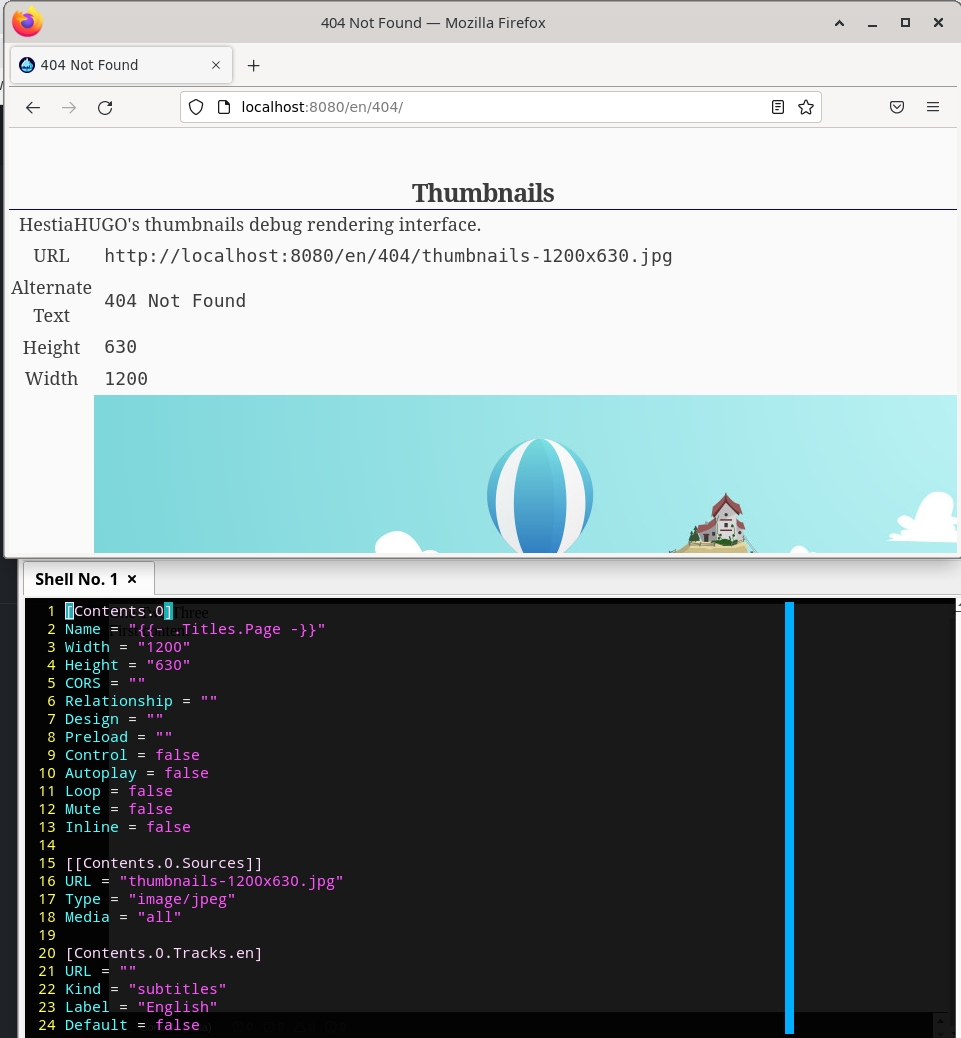 404 Not Found — Mozilla Firefox
404 Not Found
localhost:8080/en/404/
Thumbnails
HestiaHUGO's thumbnails debug rendering interface.
URL http://localhost:8080/en/404/thumbnails-1200x630.jpg
Alternate
Text 404 Not Found
Height 630
Width 1200
Shell No. 1
1 [Contents.0]
2 Name = "{{- .Titles.Page -}}"
3 Width = "1200"
4 Height = "630"
5 CORS = ""
6 Relationship = ""
7 Design = ""
8 Preload = ""
9 Control = false
10 Autoplay = false
11 Loop = false
12 Mute = false
13 Inline = false
14
15 [[Contents.0.Sources]]
16 URL = "thumbnails-1200x630.jpg"
17 Type = "image/jpeg"
18 Media = "all"
19
20 [Contents.0.Tracks.en]
21 URL = ""
22 Kind = "subtitles"
23 Label = "English"
24 Default = false